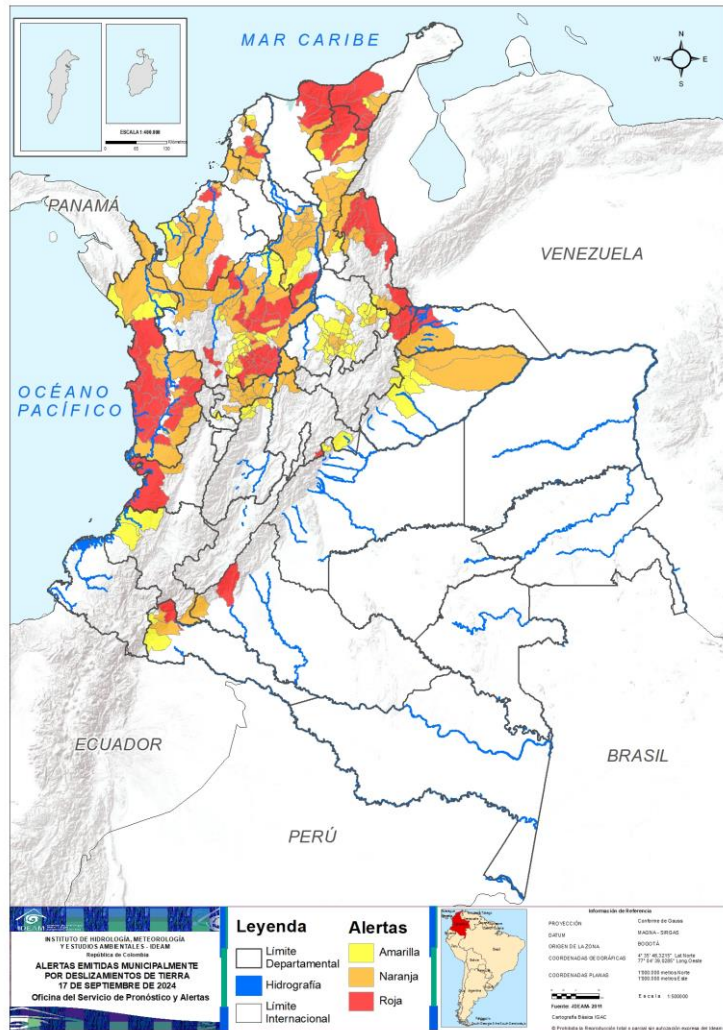 MAR CARIBE
N
W
E
S
ESCALA 1:400,000
PANAMÁ
VENEZUELA
OCÉANO
PACÍFICO
ECUADOR
BRASIL
PERÚ
IDEAM
INSTITUTO DE HIDROLOGÍA, METEOROLOGÍA
Y ESTUDIOS AMBIENTALES - IDEAM
República de Colombia
ALERTAS EMITIDAS MUNICIPALMENTE
POR DESLIZAMIENTOS DE TIERRA
17 DE SEPTIEMBRE DE 2024
Oficina del Servicio de Pronóstico y Alertas
Leyenda
Límite
Departamental
Hidrografía
Límite
Internacional
Alertas
Amarilla
Naranja
Roja
Información de Referencia
PROYECCIÓN
Conforme de Gauss
DATUM
MAGNA - SIRGAS
ORIGEN DE LA ZONA
BOGOTÁ
COORDENADAS GEOGRÁFICAS
COORDENADAS PLANAS
Escala
Fuente: IDEAM
Cartografía Básica IGAC